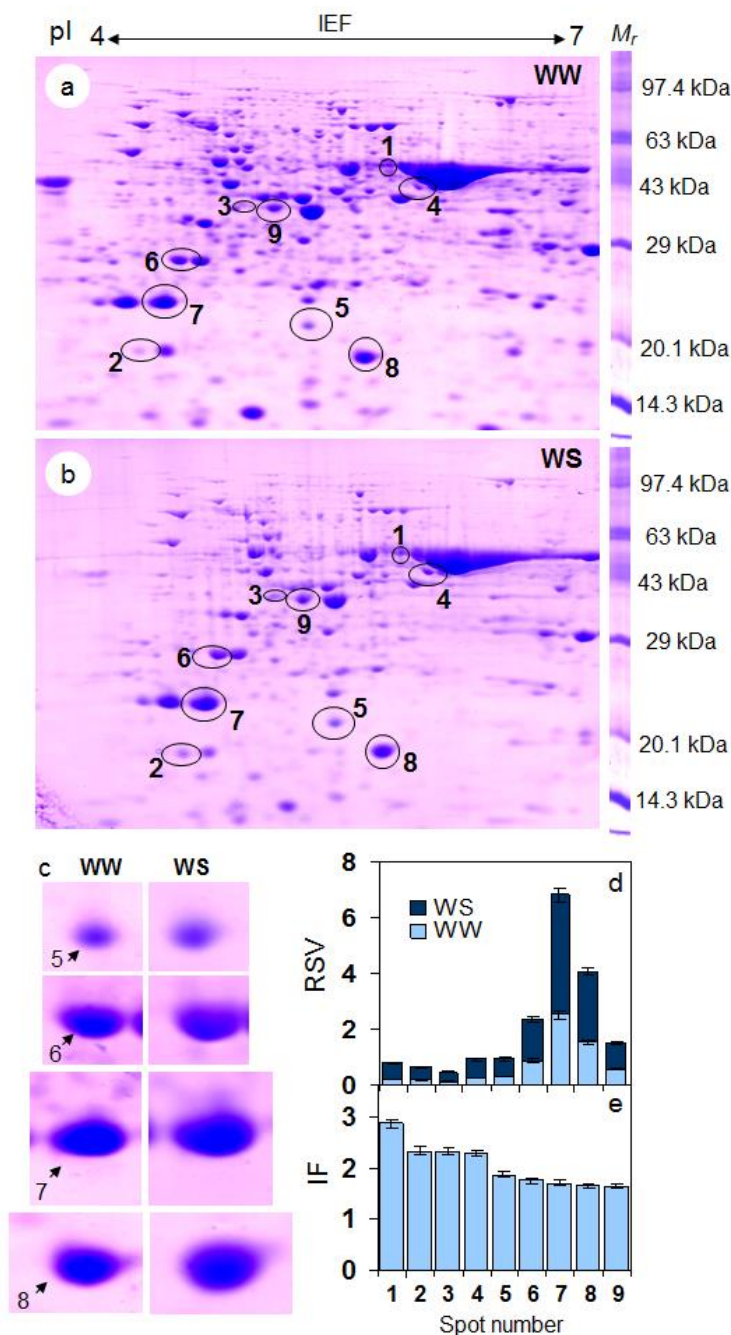 pI 4 IEF 7 Mr
a WW
97.4 kDa
63 kDa
1
43 kDa
4
3
9
29 kDa
6
7
5
2
20.1 kDa
8
14.3 kDa
b WS
97.4 kDa
63 kDa
1
43 kDa
4
3
9
29 kDa
6
7
5
20.1 kDa
2
8
14.3 kDa
c WW WS
5
6
7
8
d
WS
WW
RSV
8
6
4
2
0
e
IF
3
2
1
0
1 2 3 4 5 6 7 8 9
Spot number